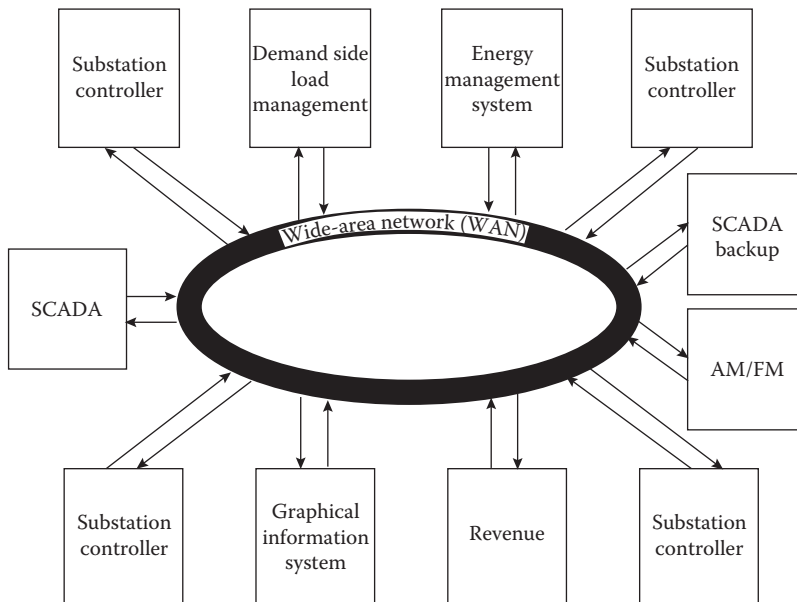 Substation
controller
Demand side
load
management
Energy
management
system
Substation
controller
Wide-area network (WAN)
SCADA
backup
SCADA
AM/FM
Substation
controller
Graphical
information
system
Revenue
Substation
controller